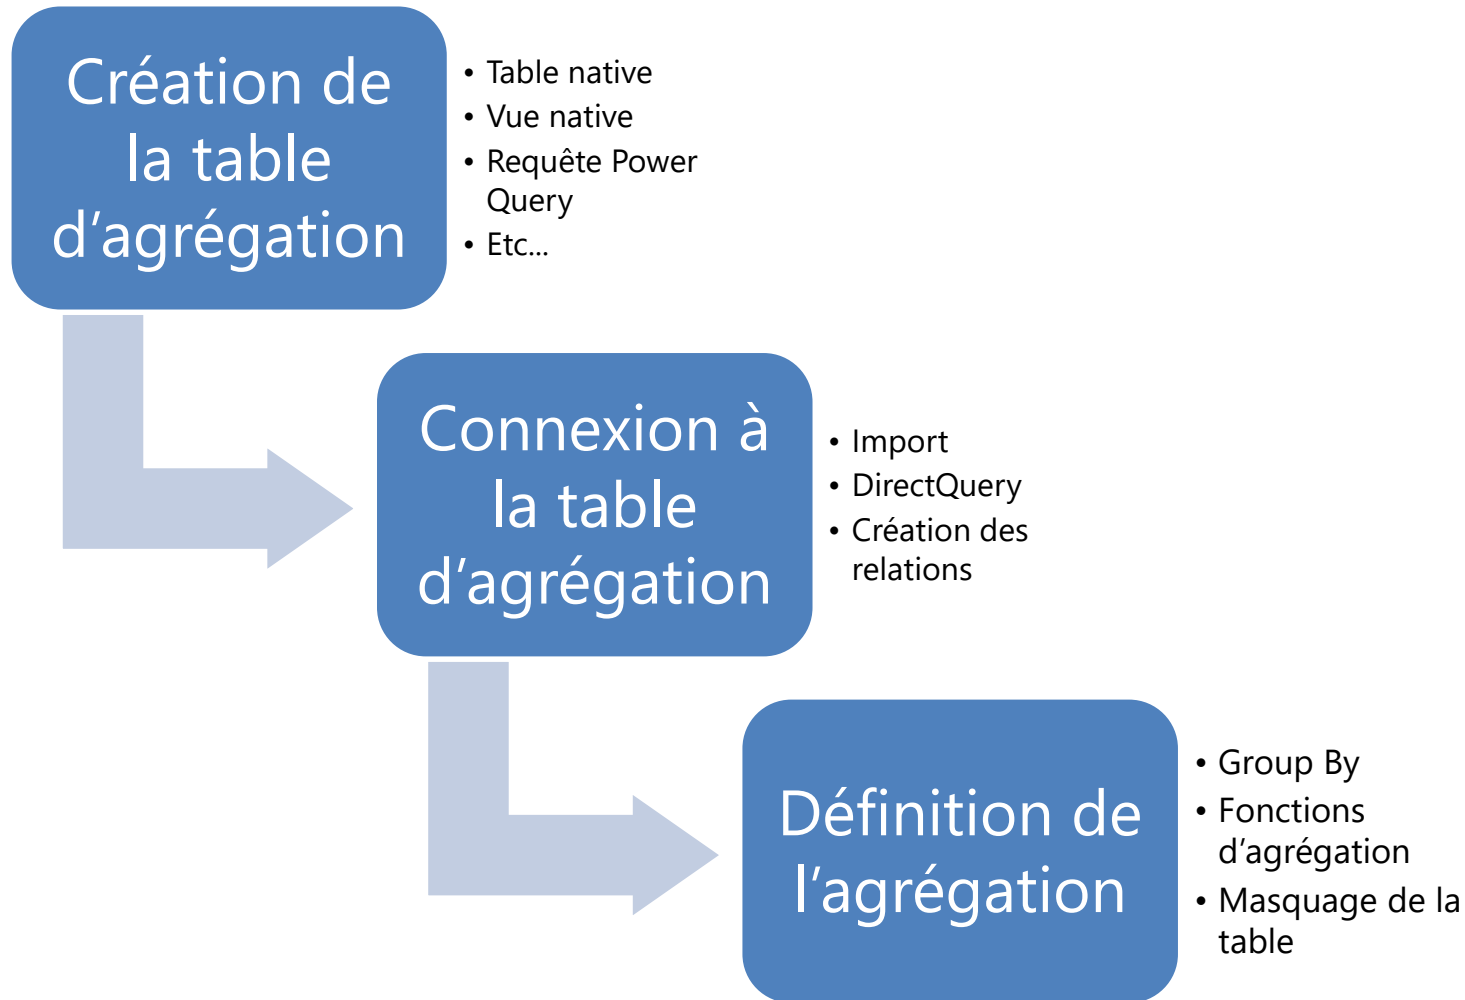 Création de
la table
d’agrégation
• Table native
• Vue native
• Requête Power
Query
• Etc...
Connexion à
la table
d’agrégation
• Import
• DirectQuery
• Création des
relations
Définition de
l’agrégation
• Group By
• Fonctions
d’agrégation
• Masquage de la
table